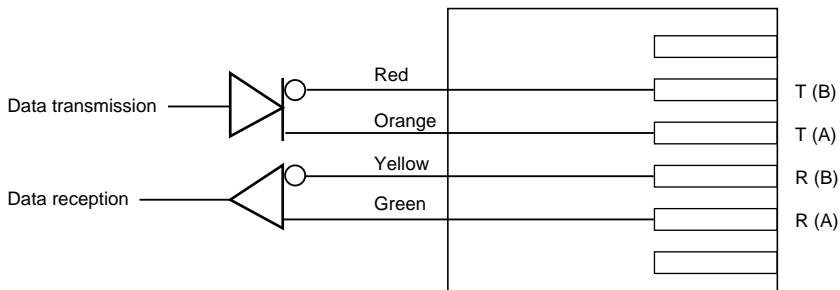 Red
T (B)
Data transmission
Orange
T (A)
Yellow
R (B)
Data reception
Green
R (A)